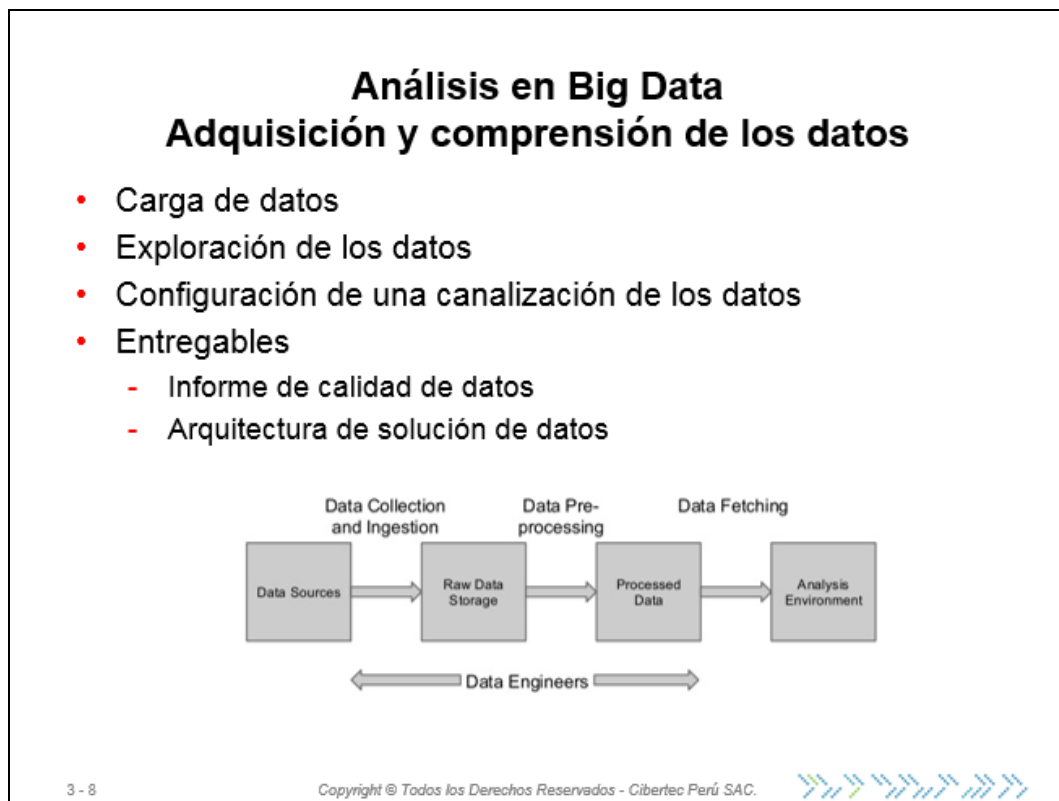 Análisis en Big Data
Adquisición y comprensión de los datos
• Carga de datos
• Exploración de los datos
• Configuración de una canalización de los datos
• Entregables
- Informe de calidad de datos
- Arquitectura de solución de datos
Data Collection
and Ingestion
Data Pre-
processing
Data Fetching
Data Sources
Raw Data
Storage
Processed
Data
Analysis
Environment
Data Engineers
3 - 8
Copyright © Todos los Derechos Reservados - Cibertec Perú SAC.